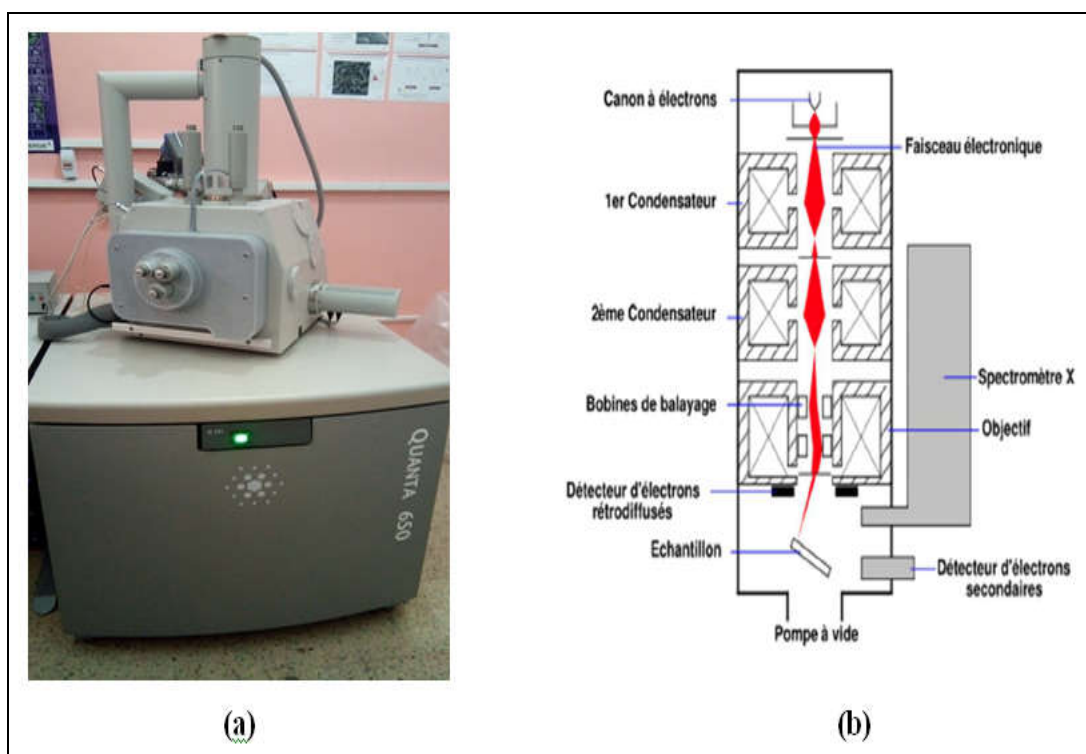 QUANTA 650
(a)
Canon à électrons
Faisceau électronique
1er Condensateur
2ème Condensateur
Spectromètre X
Bobines de balayage
Objectif
Détecteur d'électrons
rétrodiffusés
Echantillon
Détecteur d'électrons
secondaires
Pompe à vide
(b)